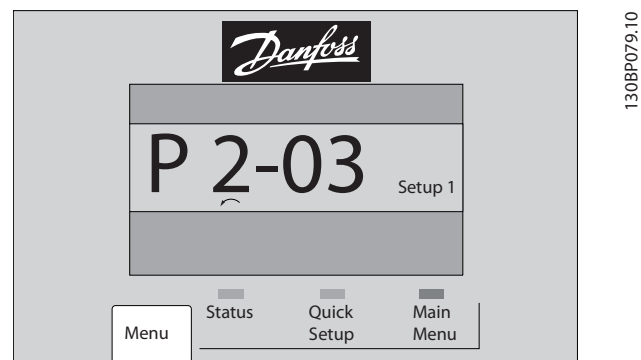 Danfoss
P 2-03
Setup 1
Status
Quick
Setup
Main
Menu
Menu
130BP079.10